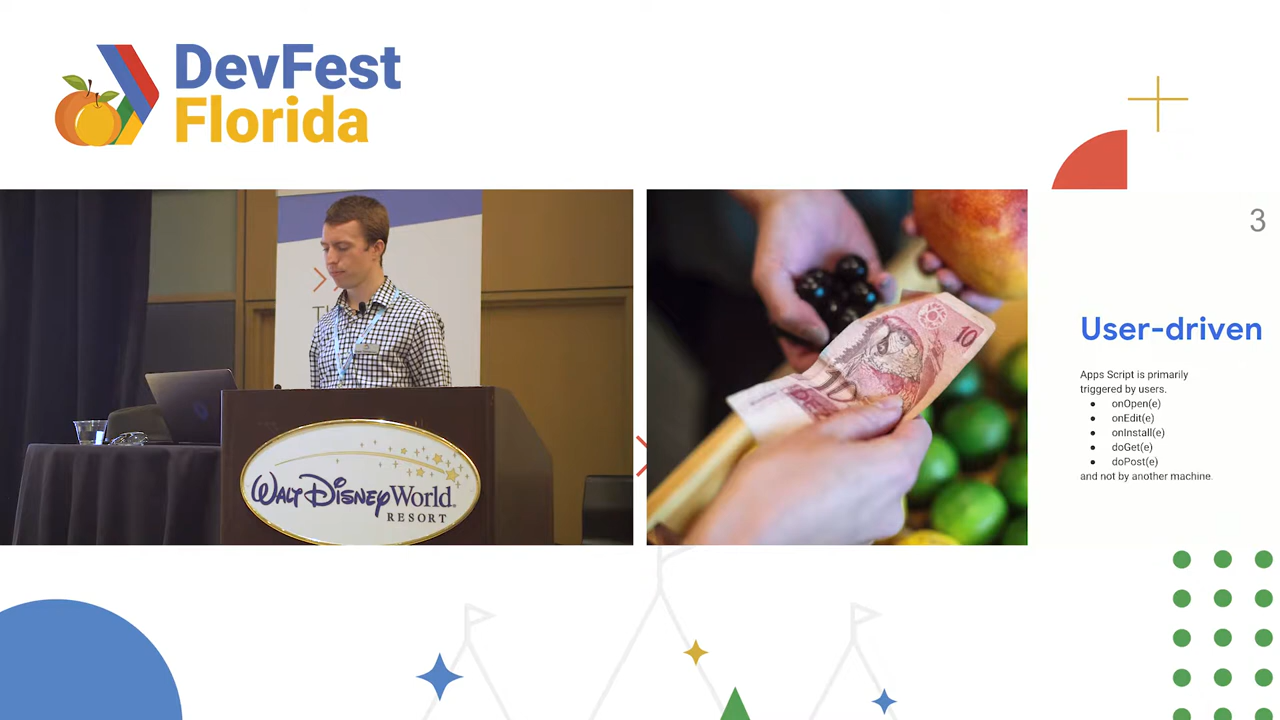 DevFest
Florida
3
WALT DISNEY World
RESORT
10
User-driven
Apps Script is primarily
triggered by users.
● onOpen(e)
● onEdit(e)
● onInstall(e)
● doGet(e)
● doPost(e)
and not by another machine.